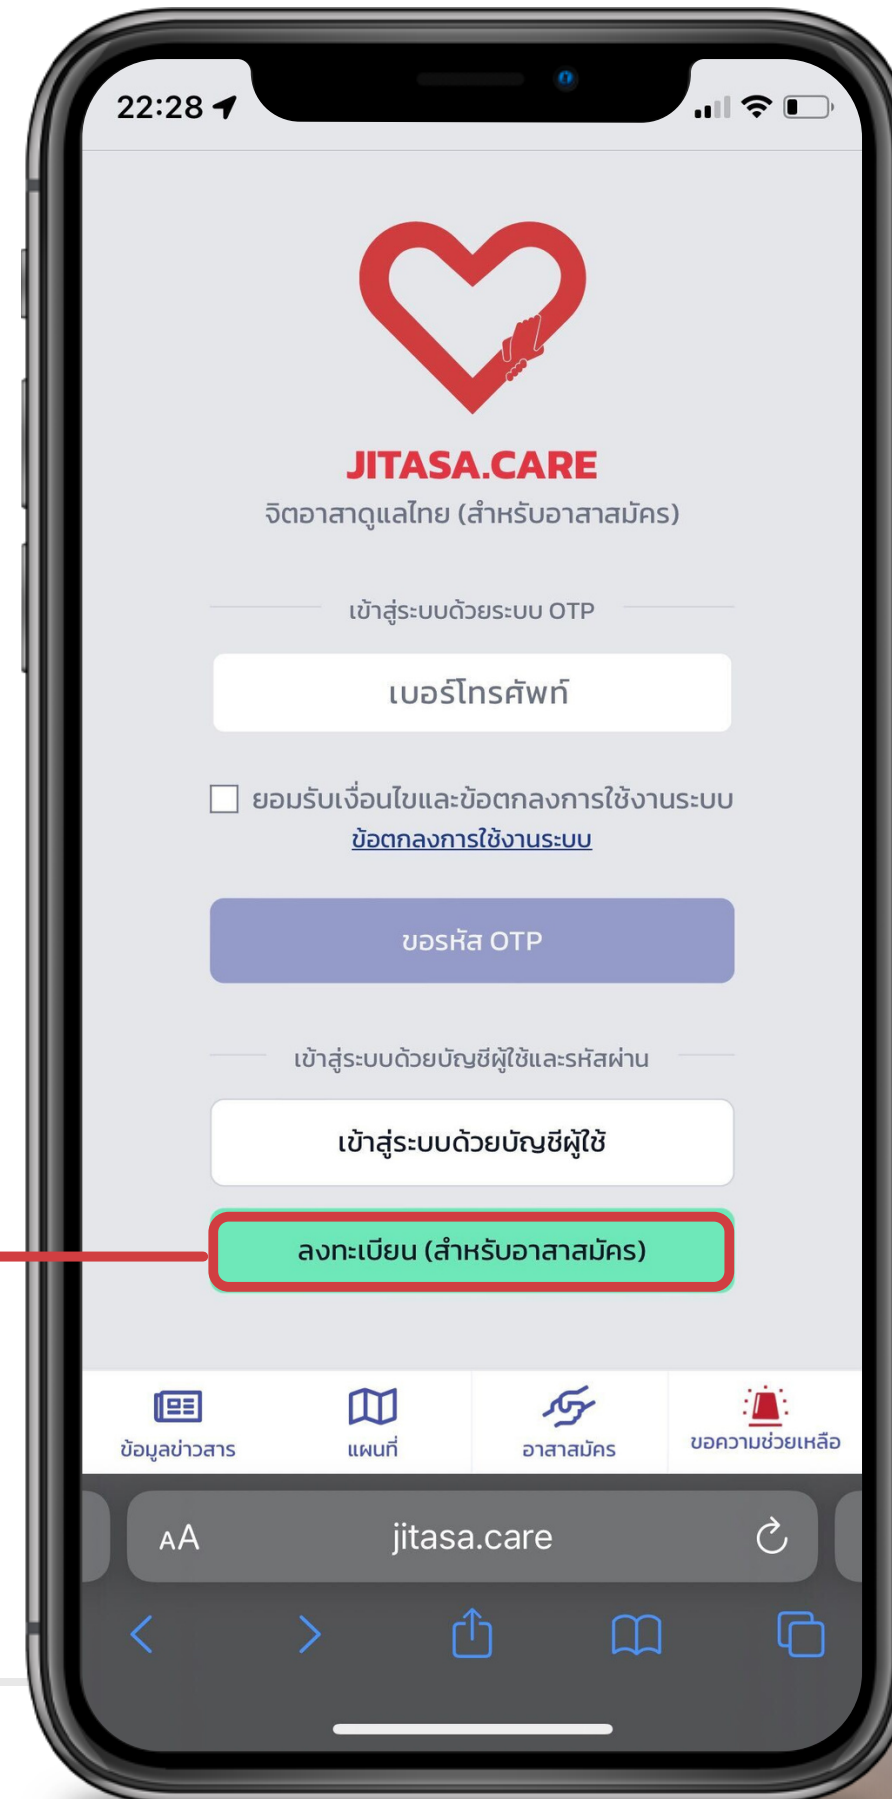 22:28
JITASA.CARE
จิตอาสาดูแลไทย (สำหรับอาสาสมัคร)
เข้าสู่ระบบด้วยระบบ OTP
เบอร์โทรศัพท์
ยอมรับเงื่อนไขและข้อตกลงการใช้งานระบบ
ข้อตกลงการใช้งานระบบ
ขอรหัส OTP
เข้าสู่ระบบด้วยบัญชีผู้ใช้และรหัสผ่าน
เข้าสู่ระบบด้วยบัญชีผู้ใช้
ลงทะเบียน (สำหรับอาสาสมัคร)
ข้อมูลข่าวสาร แผนที่ อาสาสมัคร ขอความช่วยเหลือ
AA jitasa.care